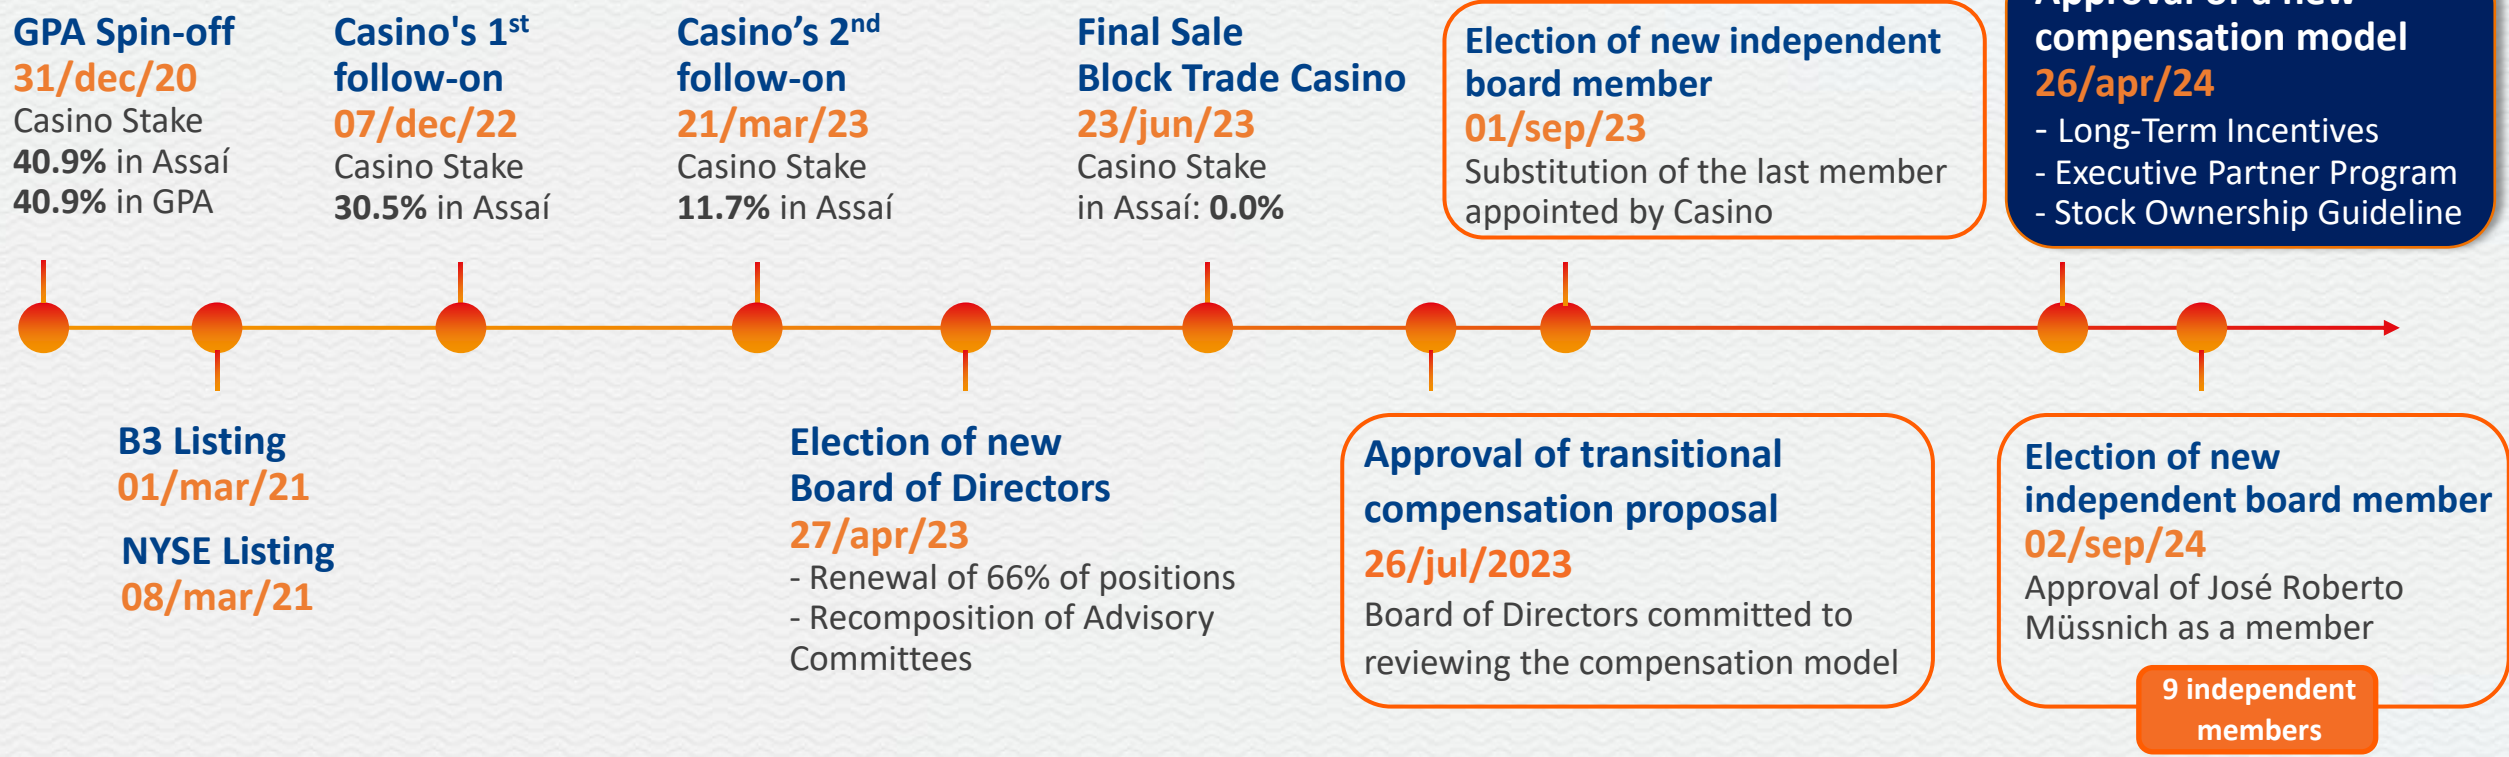 GPA Spin-off
31/dec/20
Casino Stake
40.9% in Assaí
40.9% in GPA
Casino's 1st
follow-on
07/dec/22
Casino Stake
30.5% in Assaí
Casino’s 2nd
follow-on
21/mar/23
Casino Stake
11.7% in Assaí
Final Sale
Block Trade Casino
23/jun/23
Casino Stake
in Assaí: 0.0%
Election of new independent
board member
01/sep/23
Substitution of the last member
appointed by Casino
Approval of a new
compensation model
26/apr/24
- Long-Term Incentives
- Executive Partner Program
- Stock Ownership Guideline
B3 Listing
01/mar/21
NYSE Listing
08/mar/21
Election of new
Board of Directors
27/apr/23
- Renewal of 66% of positions
- Recomposition of Advisory
Committees
Approval of transitional
compensation proposal
26/jul/2023
Board of Directors committed to
reviewing the compensation model
Election of new
independent board member
02/sep/24
Approval of José Roberto
Müssnich as a member
9 independent
members